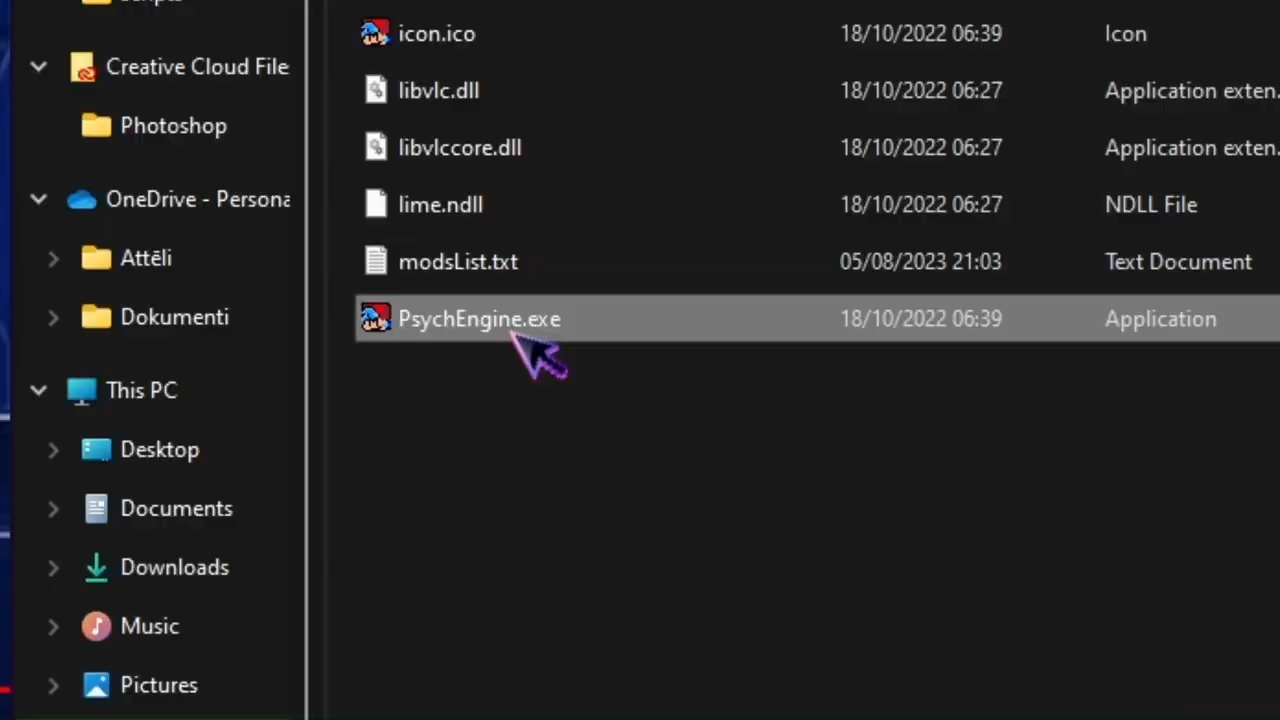 Scripts
Creative Cloud File
Photoshop
OneDrive - Persona
Attēli
Dokumenti
This PC
Desktop
Documents
Downloads
Music
Pictures
icon.ico 18/10/2022 06:39 Icon
libvlc.dll 18/10/2022 06:27 Application exten.
libvlccore.dll 18/10/2022 06:27 Application exten.
lime.ndll 18/10/2022 06:27 NDLL File
modsList.txt 05/08/2023 21:03 Text Document
PsychEngine.exe 18/10/2022 06:39 Application